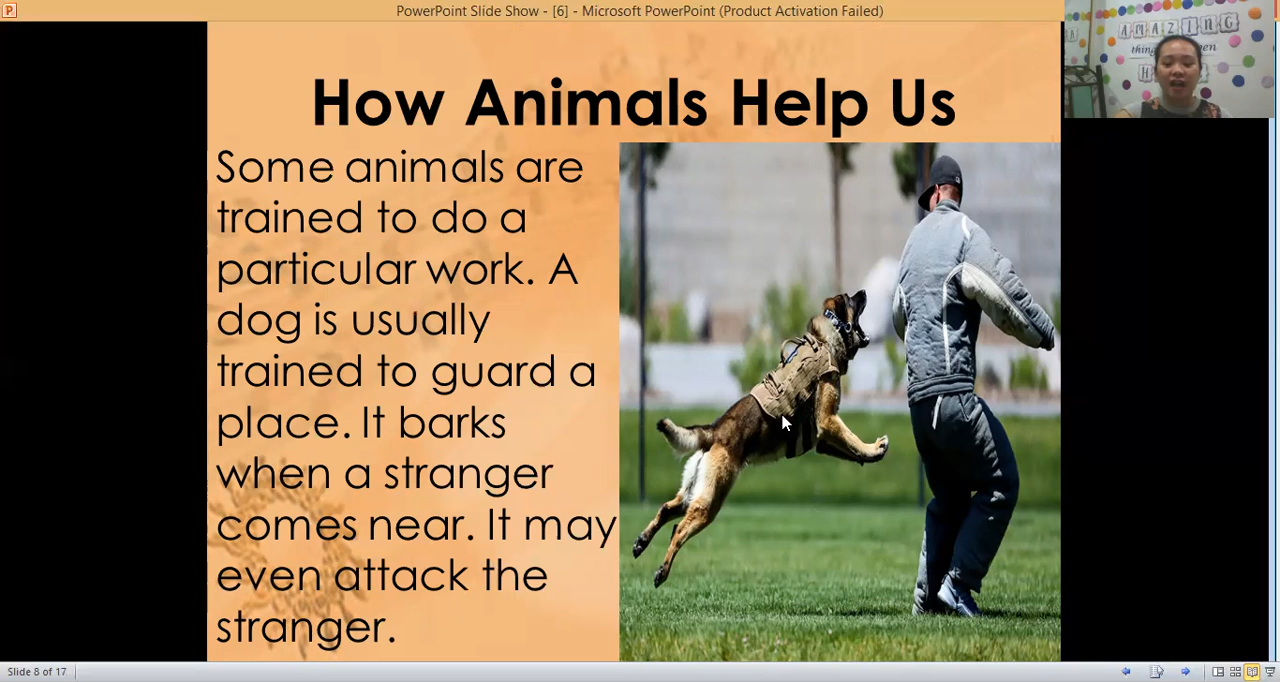 PowerPoint Slide Show - [6] - Microsoft PowerPoint (Product Activation Failed)
AMAZING
How Animals Help Us
Some animals are
trained to do a
particular work. A
dog is usually
trained to guard a
place. It barks
when a stranger
comes near. It may
even attack the
stranger.
Slide 8 of 17